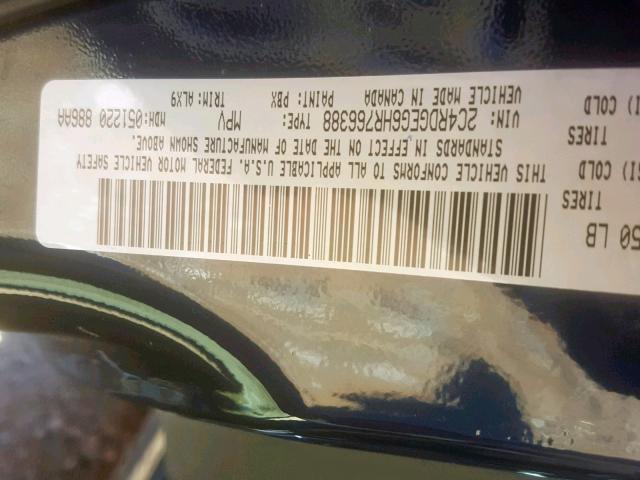 50 LB
TIRES
I) COLD
TIRES
) COLD
THIS VEHICLE CONFORMS TO ALL APPLICABLE U.S.A. FEDERAL MOTOR VEHICLE SAFETY
STANDARDS IN EFFECT ON THE DATE OF MANUFACTURE SHOWN ABOVE.
VIN: 2C4RDGEG6HR766388 TYPE: MPV MDH: 051220 886AA
VEHICLE MADE IN CANADA PAINT: PBX TRIM: ALX9